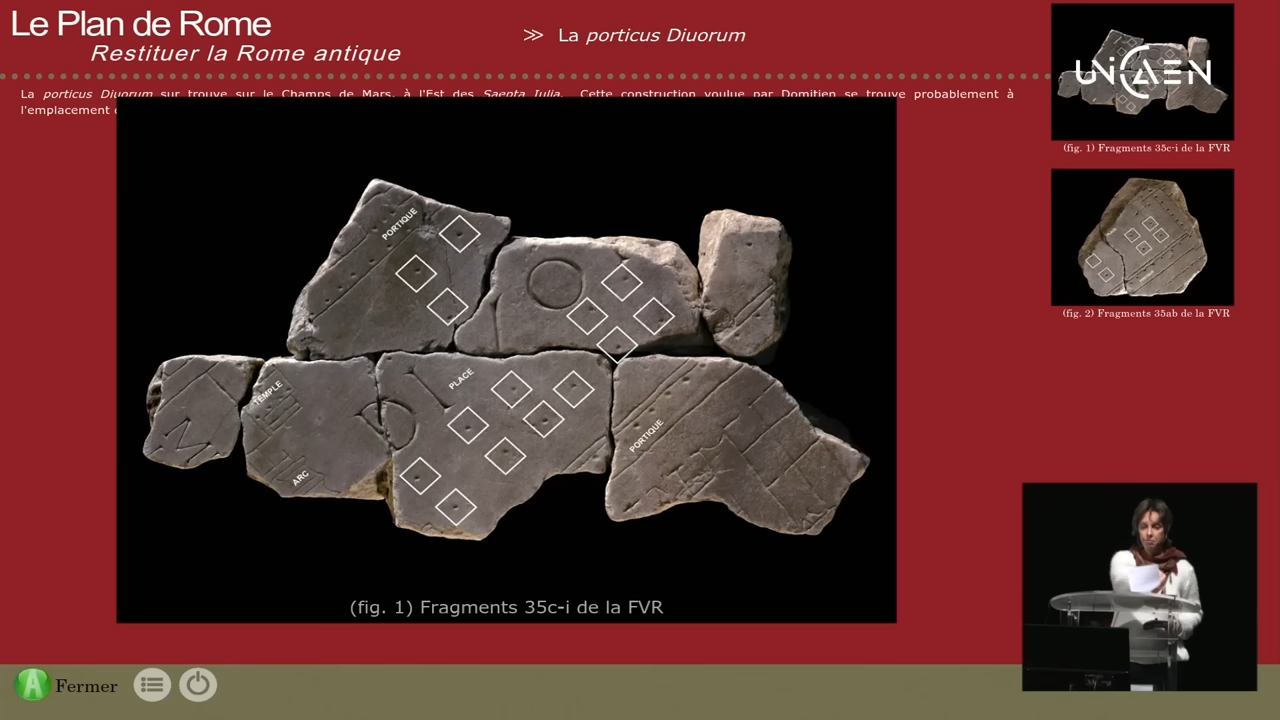 Le Plan de Rome
Restituer la Rome antique
>> La porticus Diuorum
UNICAEN
La porticus Diuorum sur trouve sur le Champs de Mars, à l'Est des Saepta Iulia. Cette construction voulue par Domitien se trouve probablement à
l'emplacement
(fig. 1) Fragments 35c-i de la FVR
(fig. 2) Fragments 35ab de la FVR
PORTIQUE
TEMPLE
PLACE
PORTIQUE
ARC
M
DI
O
(fig. 1) Fragments 35c-i de la FVR
A Fermer